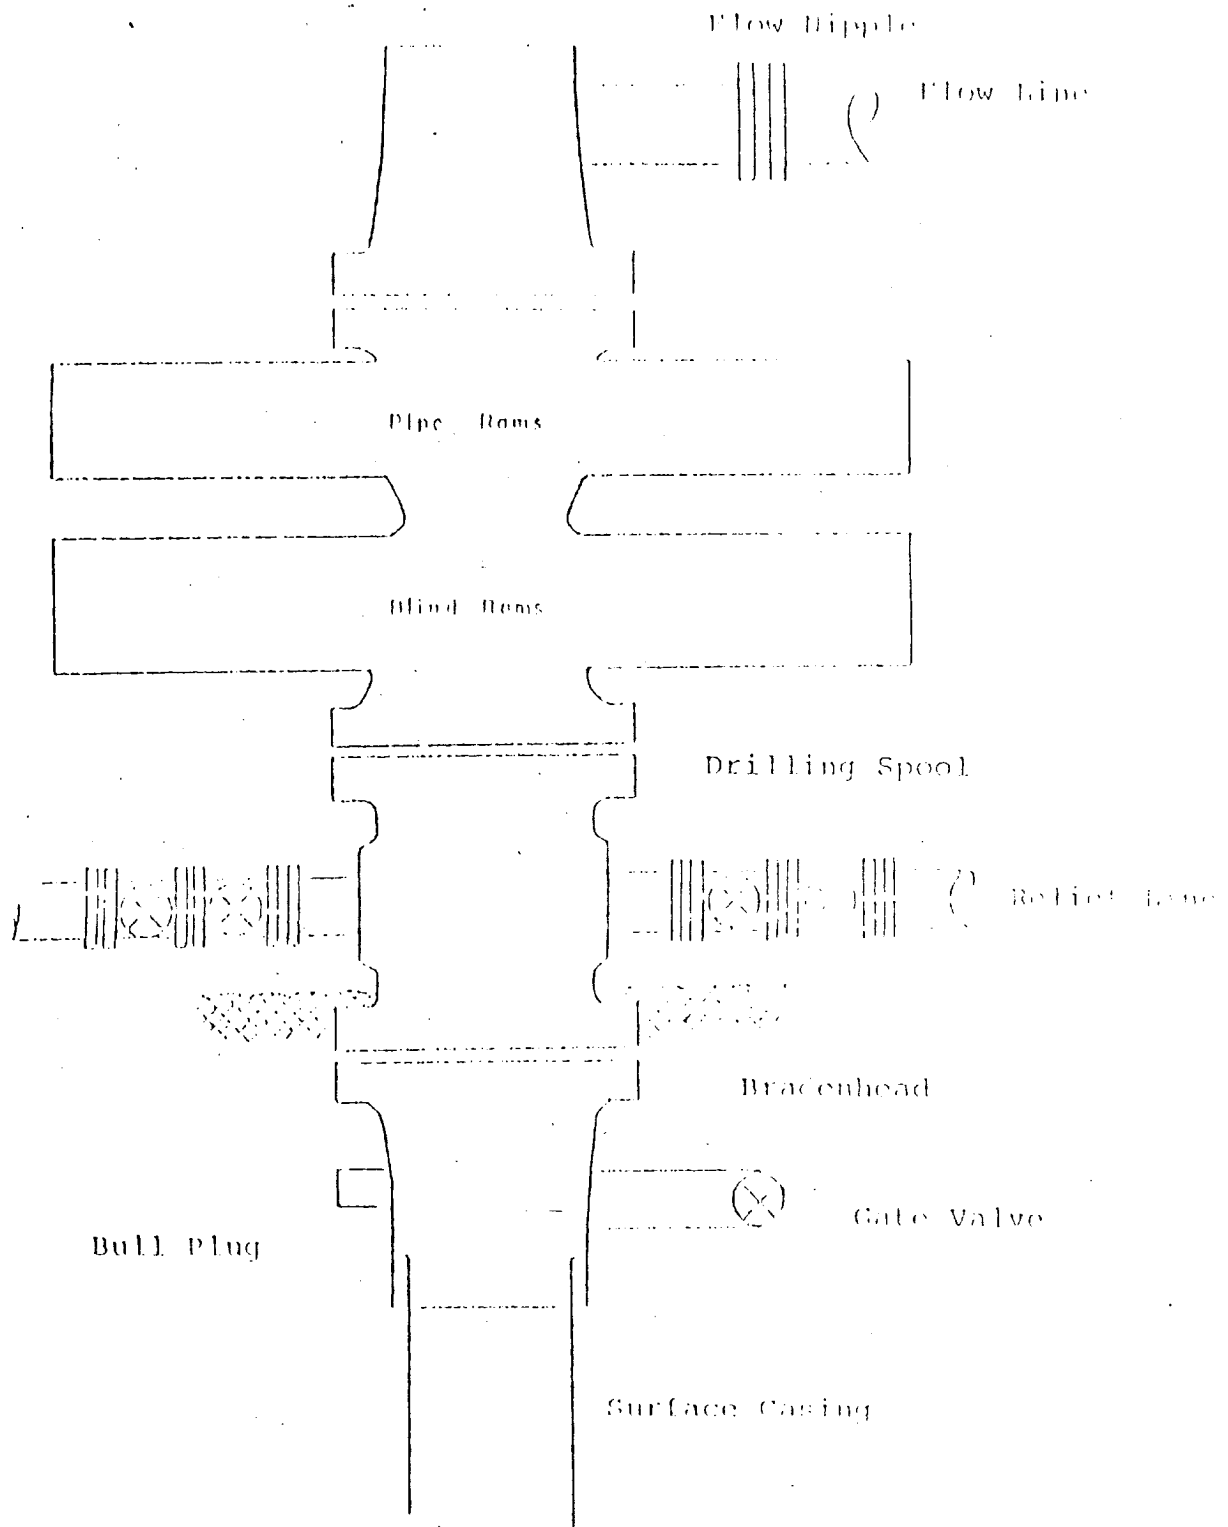 Flow Nipple
Flow Line
Pipe Rams
Blind Rams
Drilling Spool
Relief Line
Bradenhead
Gate Valve
Bull Plug
Surface Casing